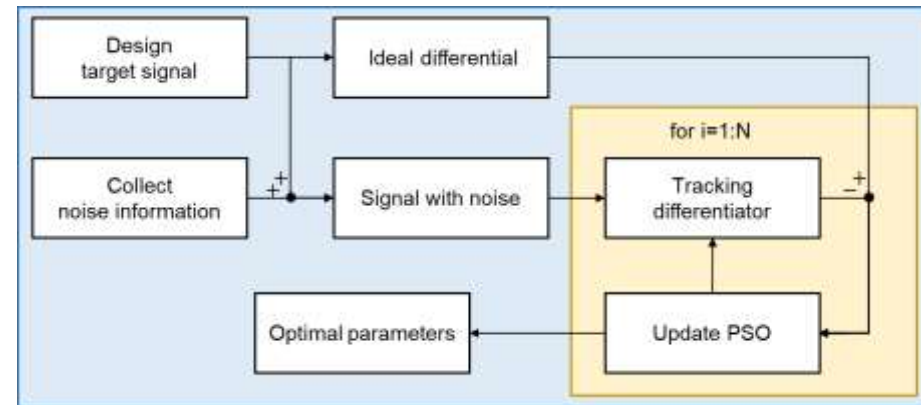 Design
target signal
Ideal differential
for i=1:N
Collect
noise information
+
+
Signal with noise
Tracking
differentiator
+
−
Optimal parameters
Update PSO